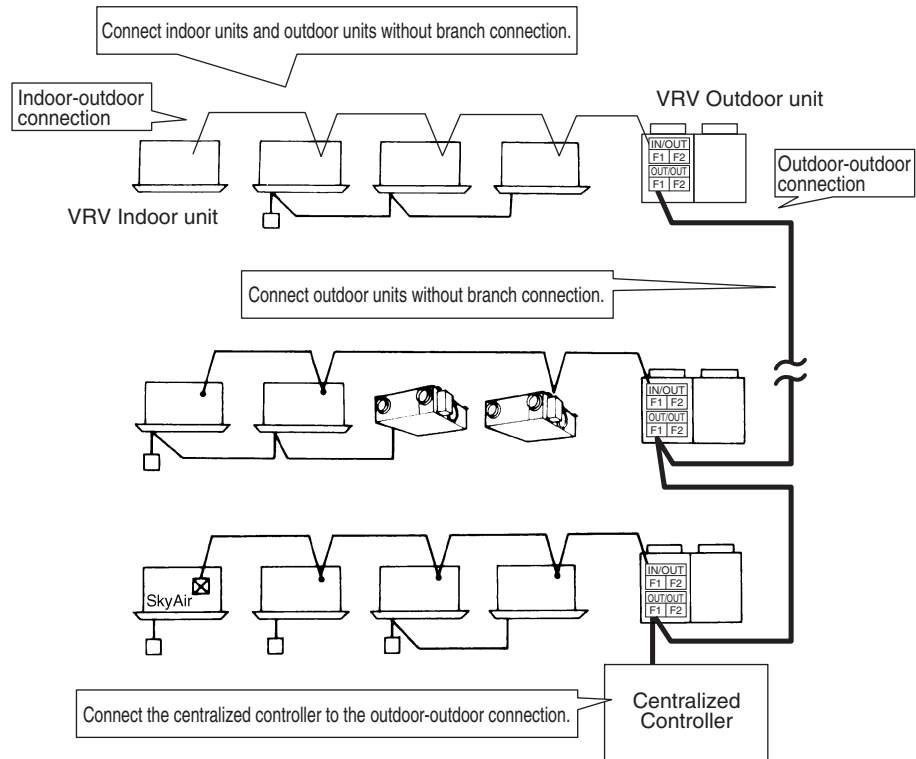 Connect indoor units and outdoor units without branch connection.
Indoor-outdoor
connection
VRV Outdoor unit
IN/OUT
F1 F2
OUT/OUT
F1 F2
Outdoor-outdoor
connection
VRV Indoor unit
Connect outdoor units without branch connection.
IN/OUT
F1 F2
OUT/OUT
F1 F2
SkyAir
IN/OUT
F1 F2
OUT/OUT
F1 F2
Connect the centralized controller to the outdoor-outdoor connection.
Centralized
Controller